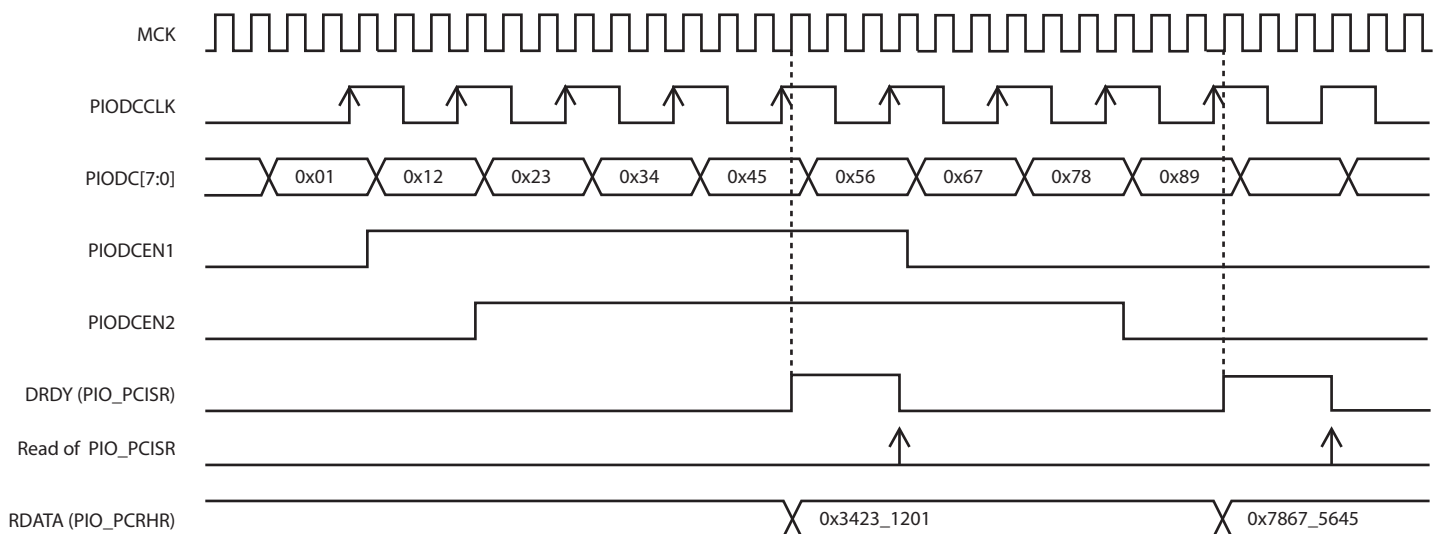 MCK
PIODCCLK
PIODC[7:0] 0x01 0x12 0x23 0x34 0x45 0x56 0x67 0x78 0x89
PIODCEN1
PIODCEN2
DRDY (PIO_PCISR)
Read of PIO_PCISR
RDATA (PIO_PCRHR) 0x3423_1201 0x7867_5645